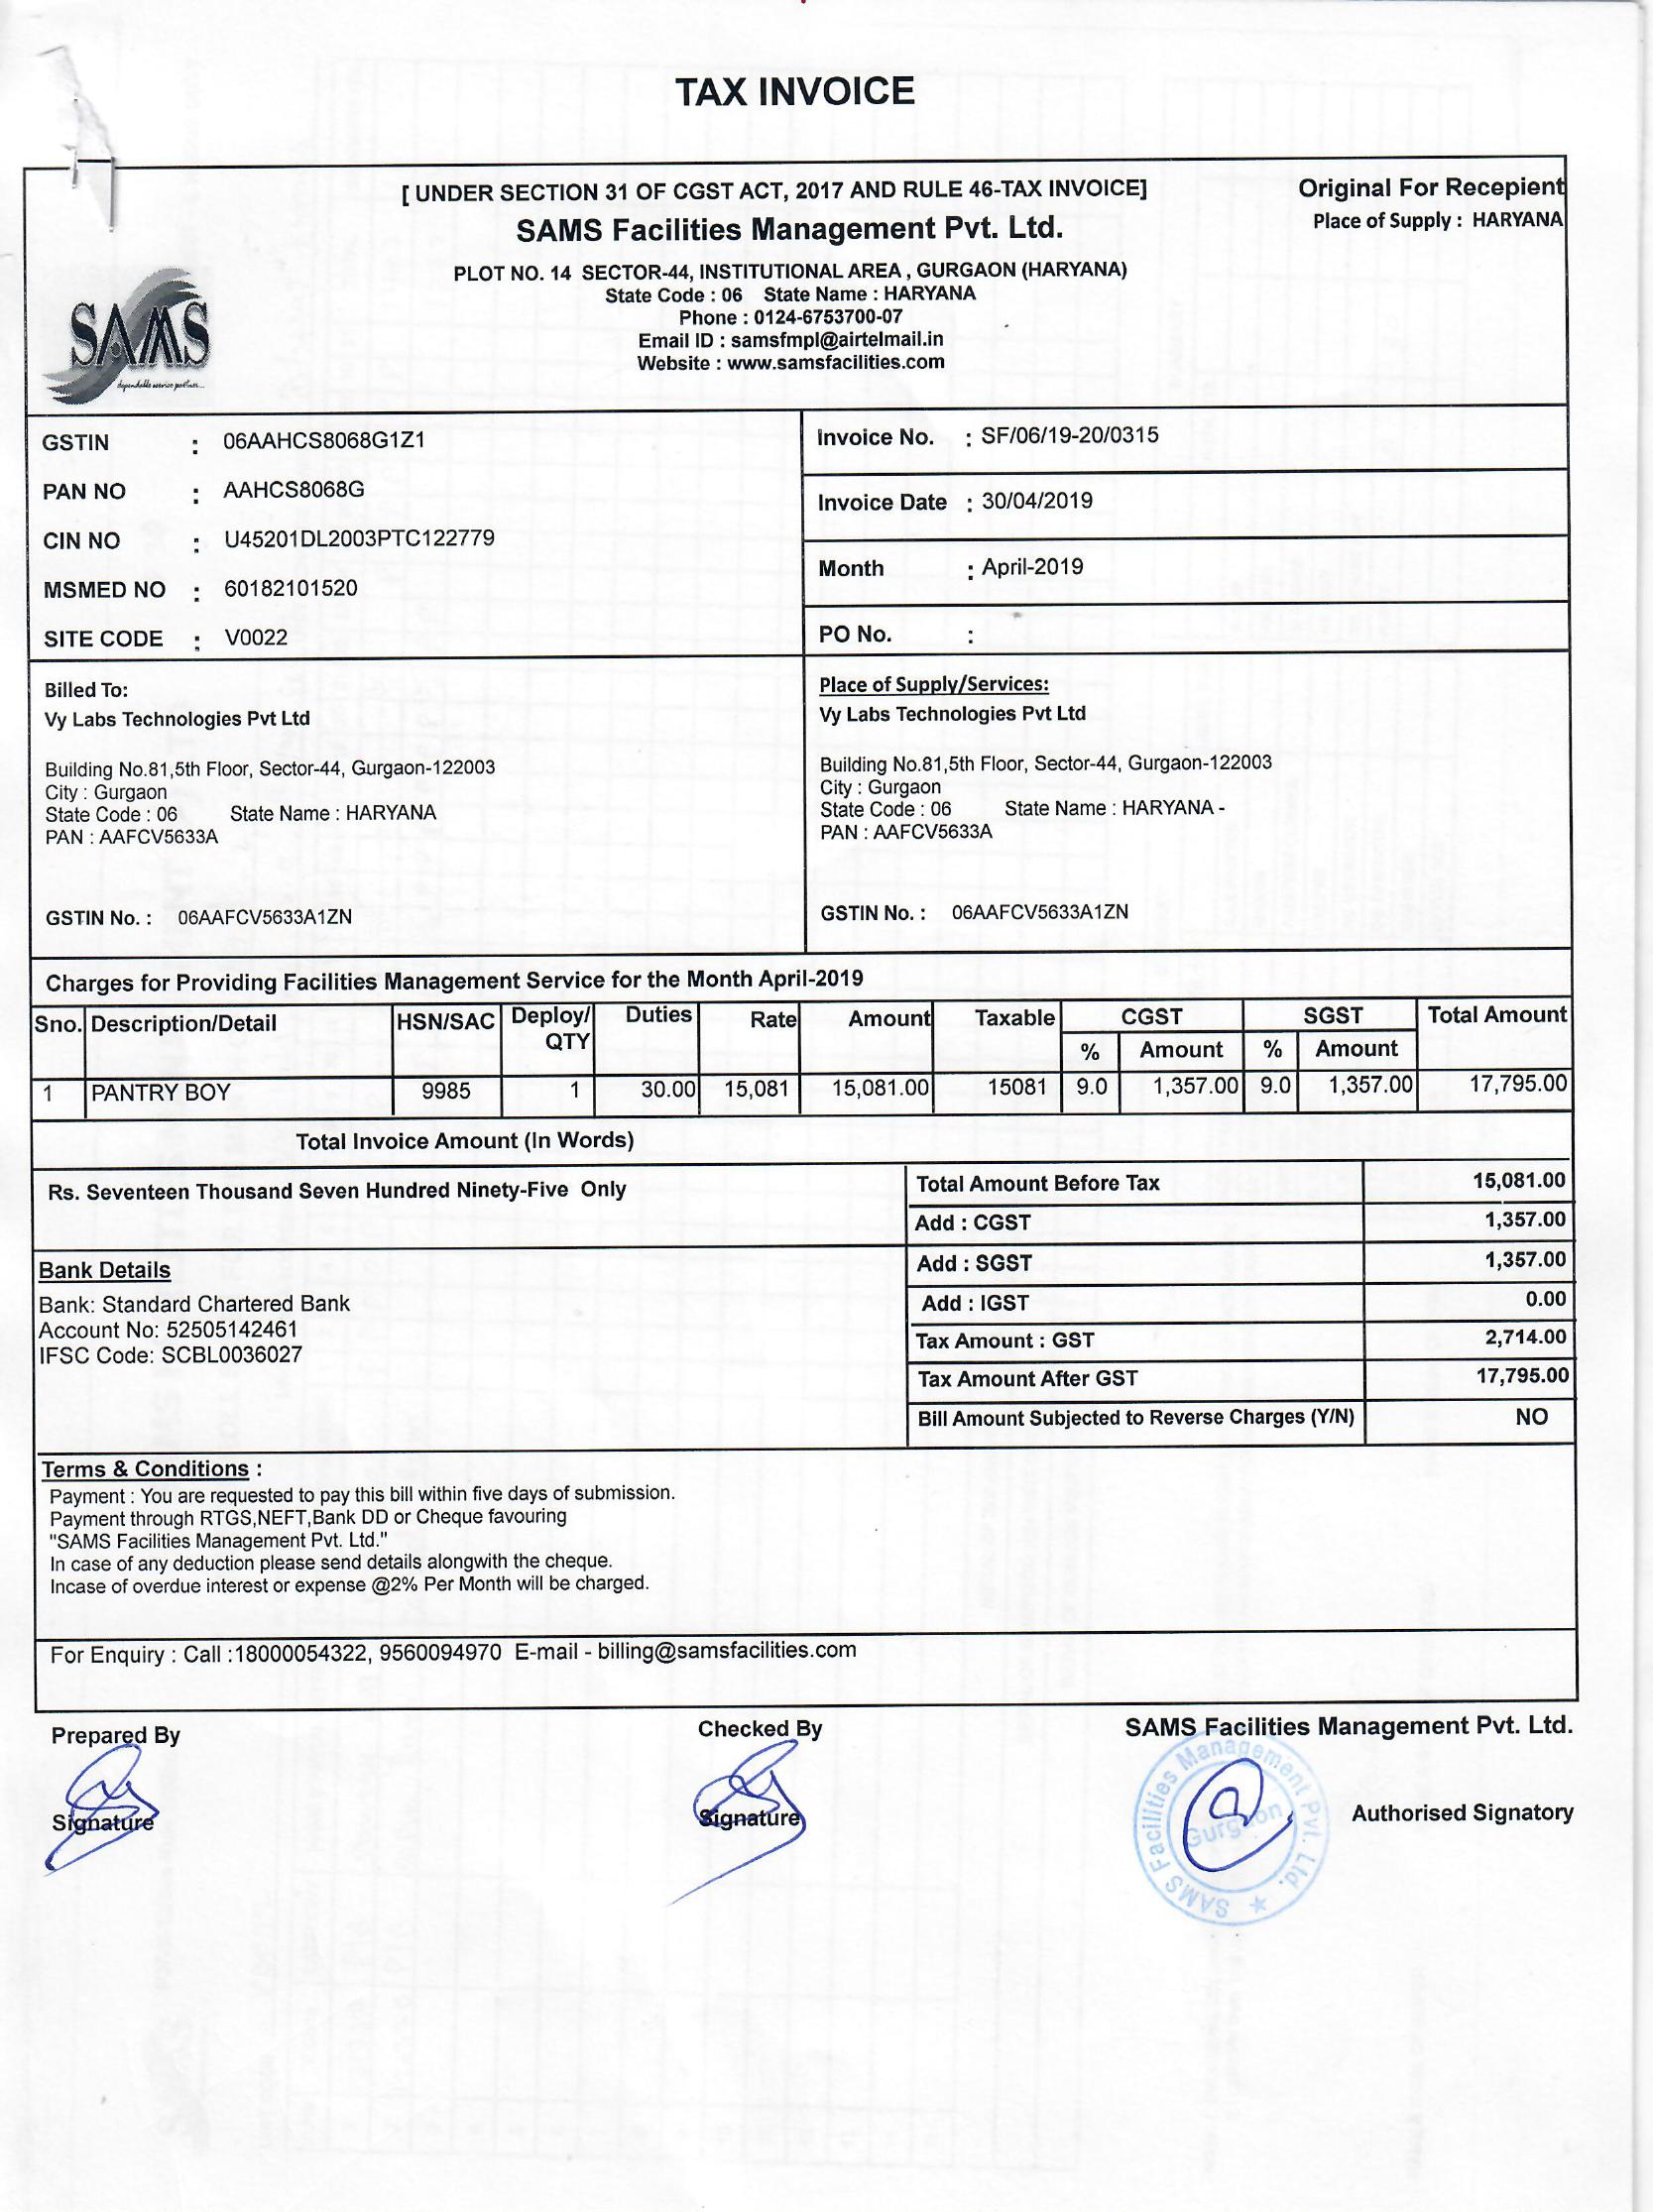 TAX INVOICE
[ UNDER SECTION 31 OF CGST ACT, 2017 AND RULE 46-TAX INVOICE]
Original For Recepient
SAMS Facilities Management Pvt. Ltd.
Place of Supply : HARYANA
PLOT NO. 14 SECTOR-44, INSTITUTIONAL AREA , GURGAON (HARYANA)
State Code : 06 State Name : HARYANA
Phone : 0124-6753700-07
Email ID : samsfmpl@airtelmail.in
Website : www.samsfacilities.com
SAMS
dependable service partner...
GSTIN : 06AAHCS8068G1Z1
PAN NO : AAHCS8068G
CIN NO : U45201DL2003PTC122779
MSMED NO : 60182101520
SITE CODE : V0022
Invoice No. : SF/06/19-20/0315
Invoice Date : 30/04/2019
Month : April-2019
PO No. :
Billed To:
Vy Labs Technologies Pvt Ltd
Building No.81,5th Floor, Sector-44, Gurgaon-122003
City : Gurgaon
State Code : 06 State Name : HARYANA
PAN : AAFCV5633A
GSTIN No. : 06AAFCV5633A1ZN
Place of Supply/Services:
Vy Labs Technologies Pvt Ltd
Building No.81,5th Floor, Sector-44, Gurgaon-122003
City : Gurgaon
State Code : 06 State Name : HARYANA -
PAN : AAFCV5633A
GSTIN No. : 06AAFCV5633A1ZN
Charges for Providing Facilities Management Service for the Month April-2019
Sno. Description/Detail HSN/SAC Deploy/ QTY Duties Rate Amount Taxable CGST SGST Total Amount
% Amount % Amount
1 PANTRY BOY 9985 1 30.00 15,081 15,081.00 15081 9.0 1,357.00 9.0 1,357.00 17,795.00
Total Invoice Amount (In Words)
Rs. Seventeen Thousand Seven Hundred Ninety-Five Only
Total Amount Before Tax 15,081.00
Add : CGST 1,357.00
Add : SGST 1,357.00
Add : IGST 0.00
Tax Amount : GST 2,714.00
Tax Amount After GST 17,795.00
Bill Amount Subjected to Reverse Charges (Y/N) NO
Bank Details
Bank: Standard Chartered Bank
Account No: 52505142461
IFSC Code: SCBL0036027
Terms & Conditions :
Payment : You are requested to pay this bill within five days of submission.
Payment through RTGS,NEFT,Bank DD or Cheque favouring
"SAMS Facilities Management Pvt. Ltd."
In case of any deduction please send details alongwith the cheque.
Incase of overdue interest or expense @2% Per Month will be charged.
For Enquiry : Call :18000054322, 9560094970 E-mail - billing@samsfacilities.com
Prepared By
Signature
Checked By
Signature
SAMS Facilities Management Pvt. Ltd.
Authorised Signatory
SAMS Facilities Management Pvt. Ltd.
Gurgaon